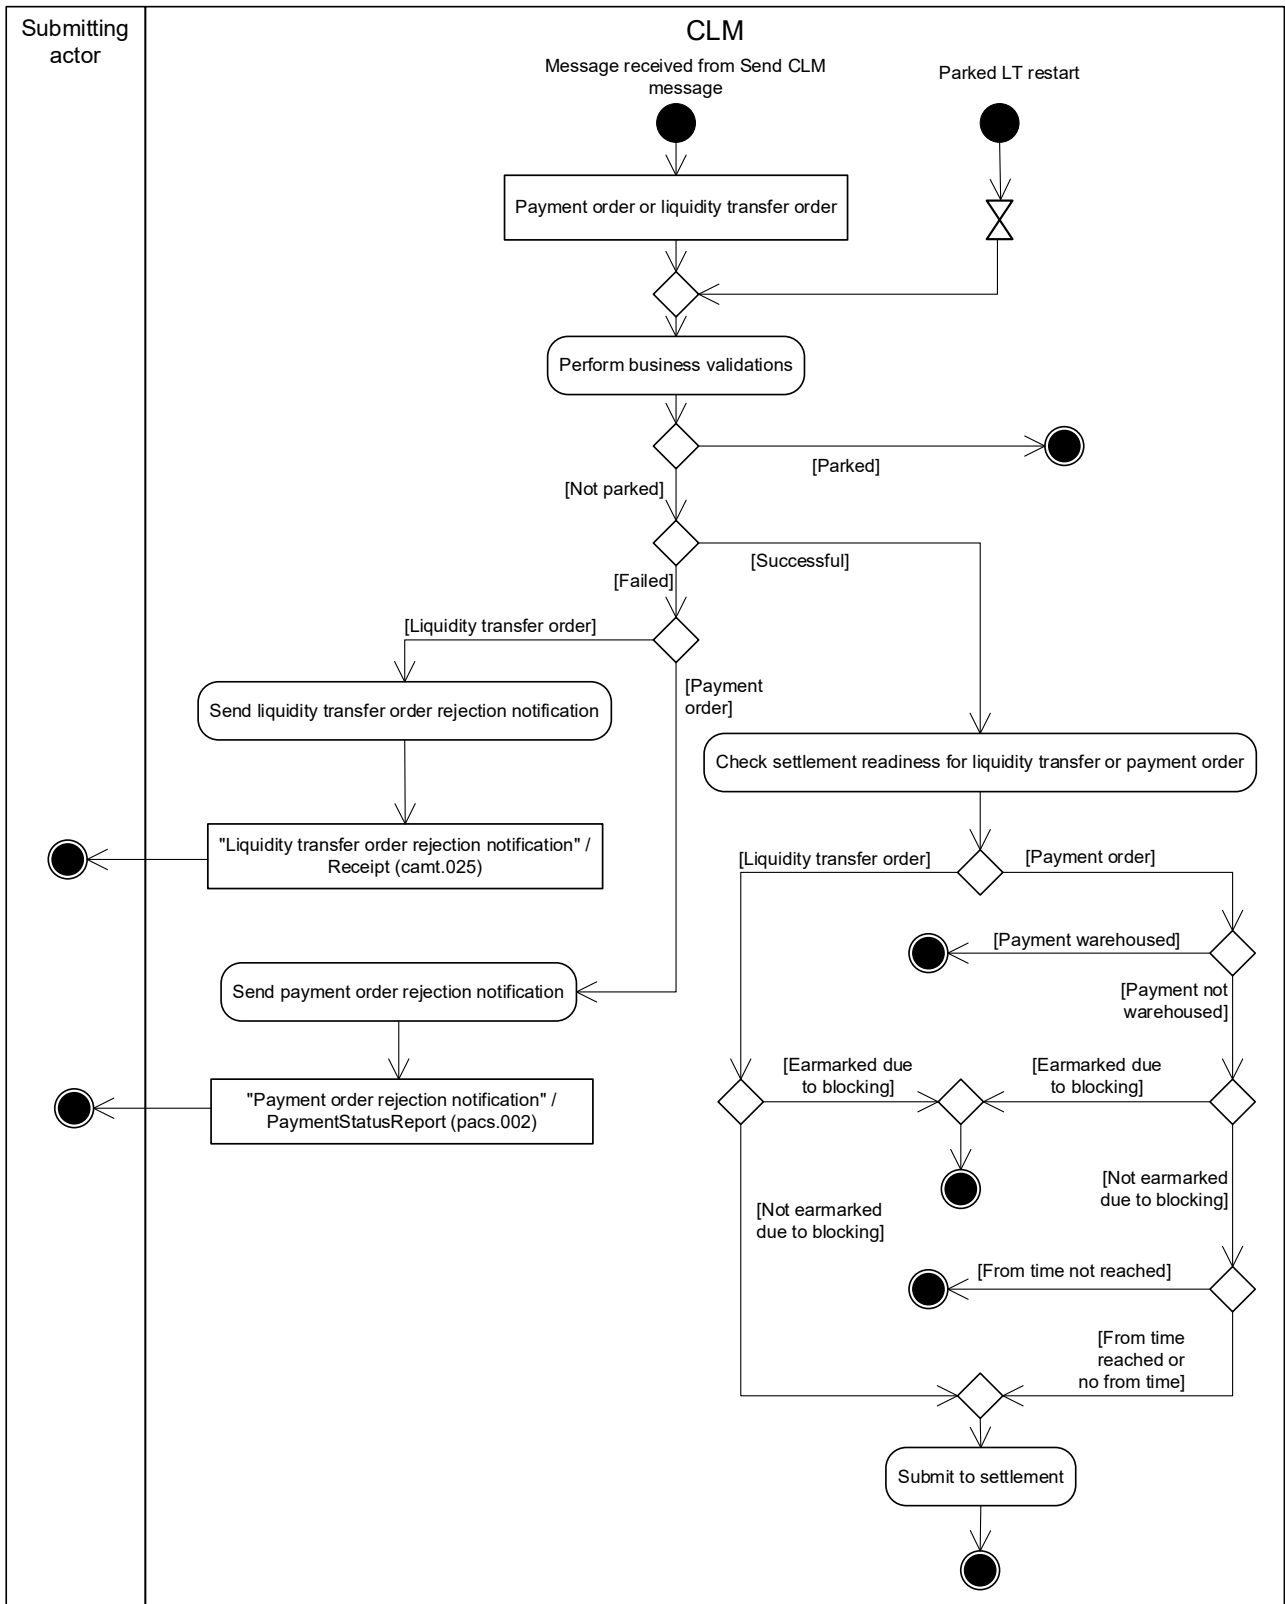 Submitting
actor
CLM
Message received from Send CLM
message
Parked LT restart
Payment order or liquidity transfer order
Perform business validations
[Parked]
[Not parked]
[Successful]
[Failed]
[Liquidity transfer order]
[Payment
order]
Send liquidity transfer order rejection notification
Check settlement readiness for liquidity transfer or payment order
"Liquidity transfer order rejection notification" /
Receipt (camt.025)
[Liquidity transfer order]
[Payment order]
[Payment warehoused]
[Payment not
warehoused]
Send payment order rejection notification
[Earmarked due
to blocking]
[Earmarked due
to blocking]
"Payment order rejection notification" /
PaymentStatusReport (pacs.002)
[Not earmarked
due to blocking]
[Not earmarked
due to blocking]
[From time not reached]
[From time
reached or
no from time]
Submit to settlement